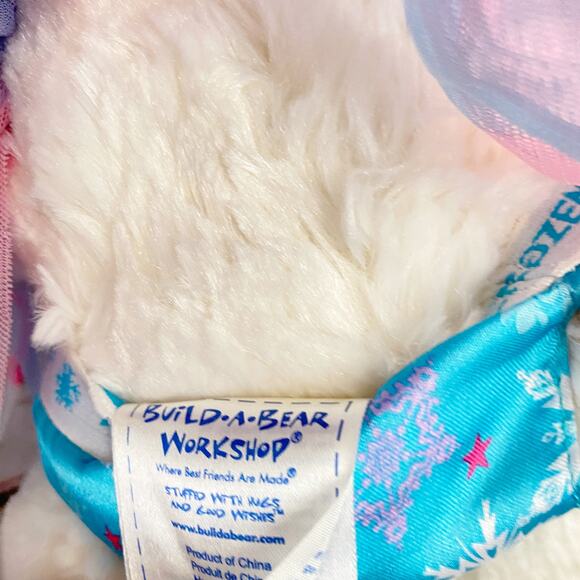 FROZEN
BUILD·A·BEAR
WORKSHOP®
Where Best Friends Are Made®
STUFFED WITH HUGS
AND GOOD WISHES™
www.buildabear.com
Product of China
Produit de Chine